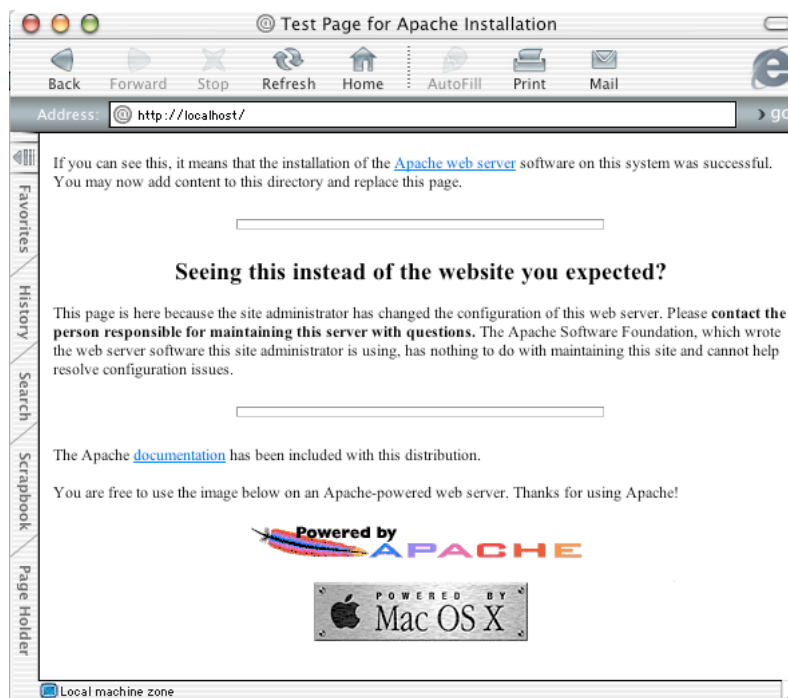 Test Page for Apache Installation
Back Forward Stop Refresh Home AutoFill Print Mail
Address: http://localhost/ go
If you can see this, it means that the installation of the Apache web server software on this system was successful.
You may now add content to this directory and replace this page.
Seeing this instead of the website you expected?
This page is here because the site administrator has changed the configuration of this web server. Please contact the
person responsible for maintaining this server with questions. The Apache Software Foundation, which wrote
the web server software this site administrator is using, has nothing to do with maintaining this site and cannot help
resolve configuration issues.
The Apache documentation has been included with this distribution.
You are free to use the image below on an Apache-powered web server. Thanks for using Apache!
Powered by
APACHE
POWERED BY
Mac OS X
Favorites
History
Search
Scrapbook
Page Holder
Local machine zone